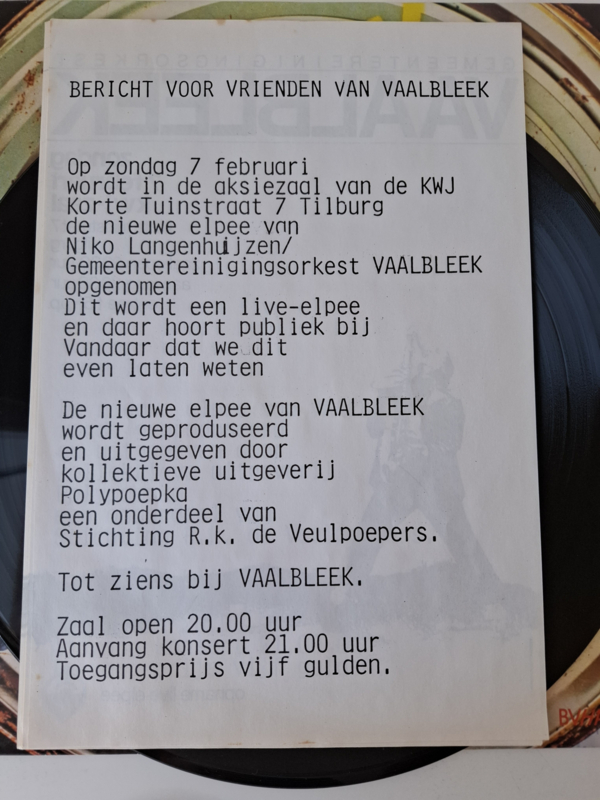 BERICHT VOOR VRIENDEN VAN VAALBLEEK
Op zondag 7 februari
wordt in de aksiezaal van de KWJ
Korte Tuinstraat 7 Tilburg
de nieuwe elpee van
Niko Langenhuijzen/
Gemeentereinigingsorkest VAALBLEEK
opgenomen
Dit wordt een live-elpee
en daar hoort publiek bij
Vandaar dat we dit
even laten weten
De nieuwe elpee van VAALBLEEK
wordt geproduseerd
en uitgegeven door
kollektieve uitgeverij
Polypoepka
een onderdeel van
Stichting R.k. de Veulpoepers.
Tot ziens bij VAALBLEEK.
Zaal open 20.00 uur
Aanvang konsert 21.00 uur
Toegangsprijs vijf gulden.